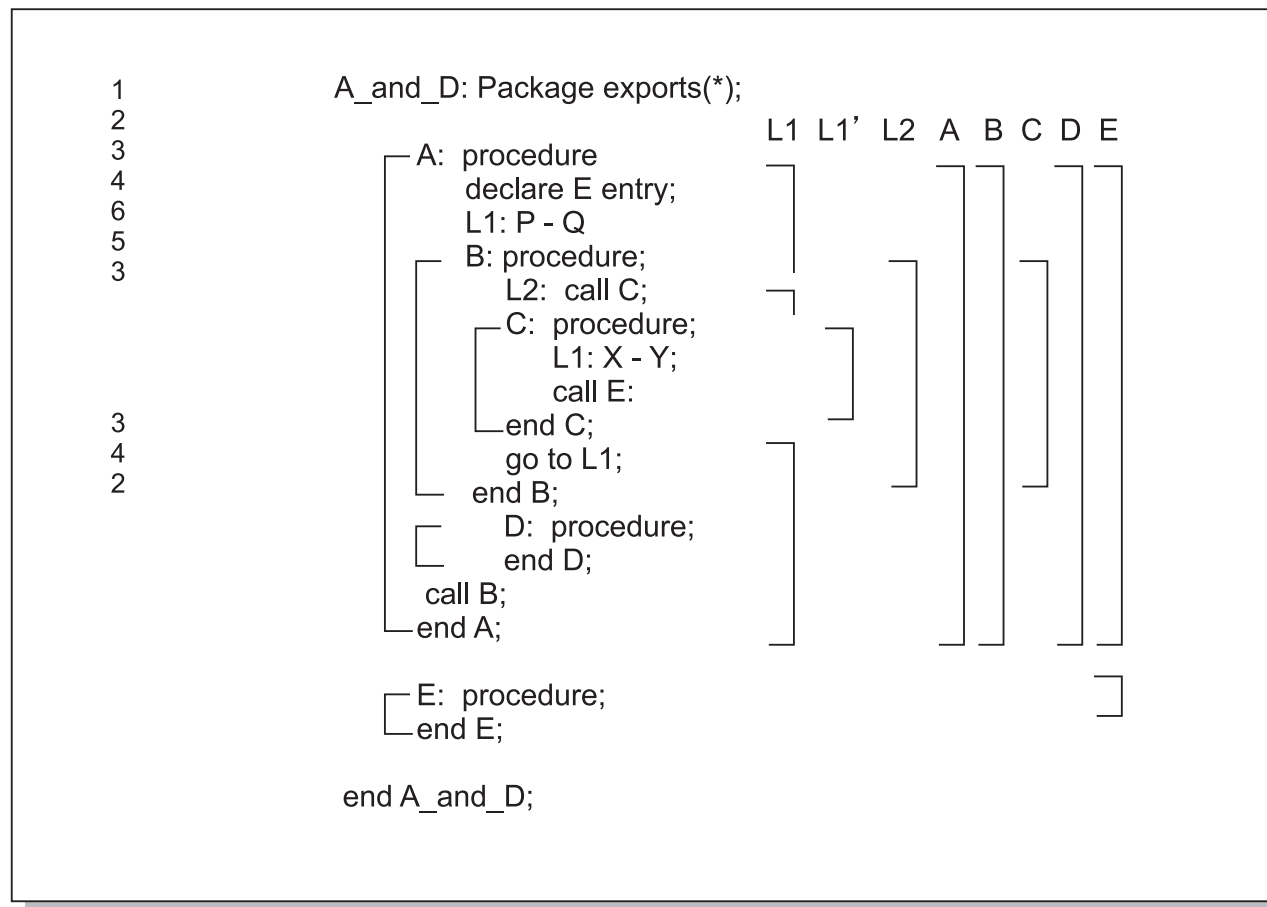 1 A_and_D: Package exports(*);
2 L1 L1’ L2 A B C D E
3 A: procedure
4 declare E entry;
6 L1: P - Q
5 B: procedure;
3 L2: call C;
C: procedure;
L1: X - Y;
call E:
3 end C;
4 go to L1;
2 end B;
D: procedure;
end D;
call B;
end A;
E: procedure;
end E;
end A_and_D;